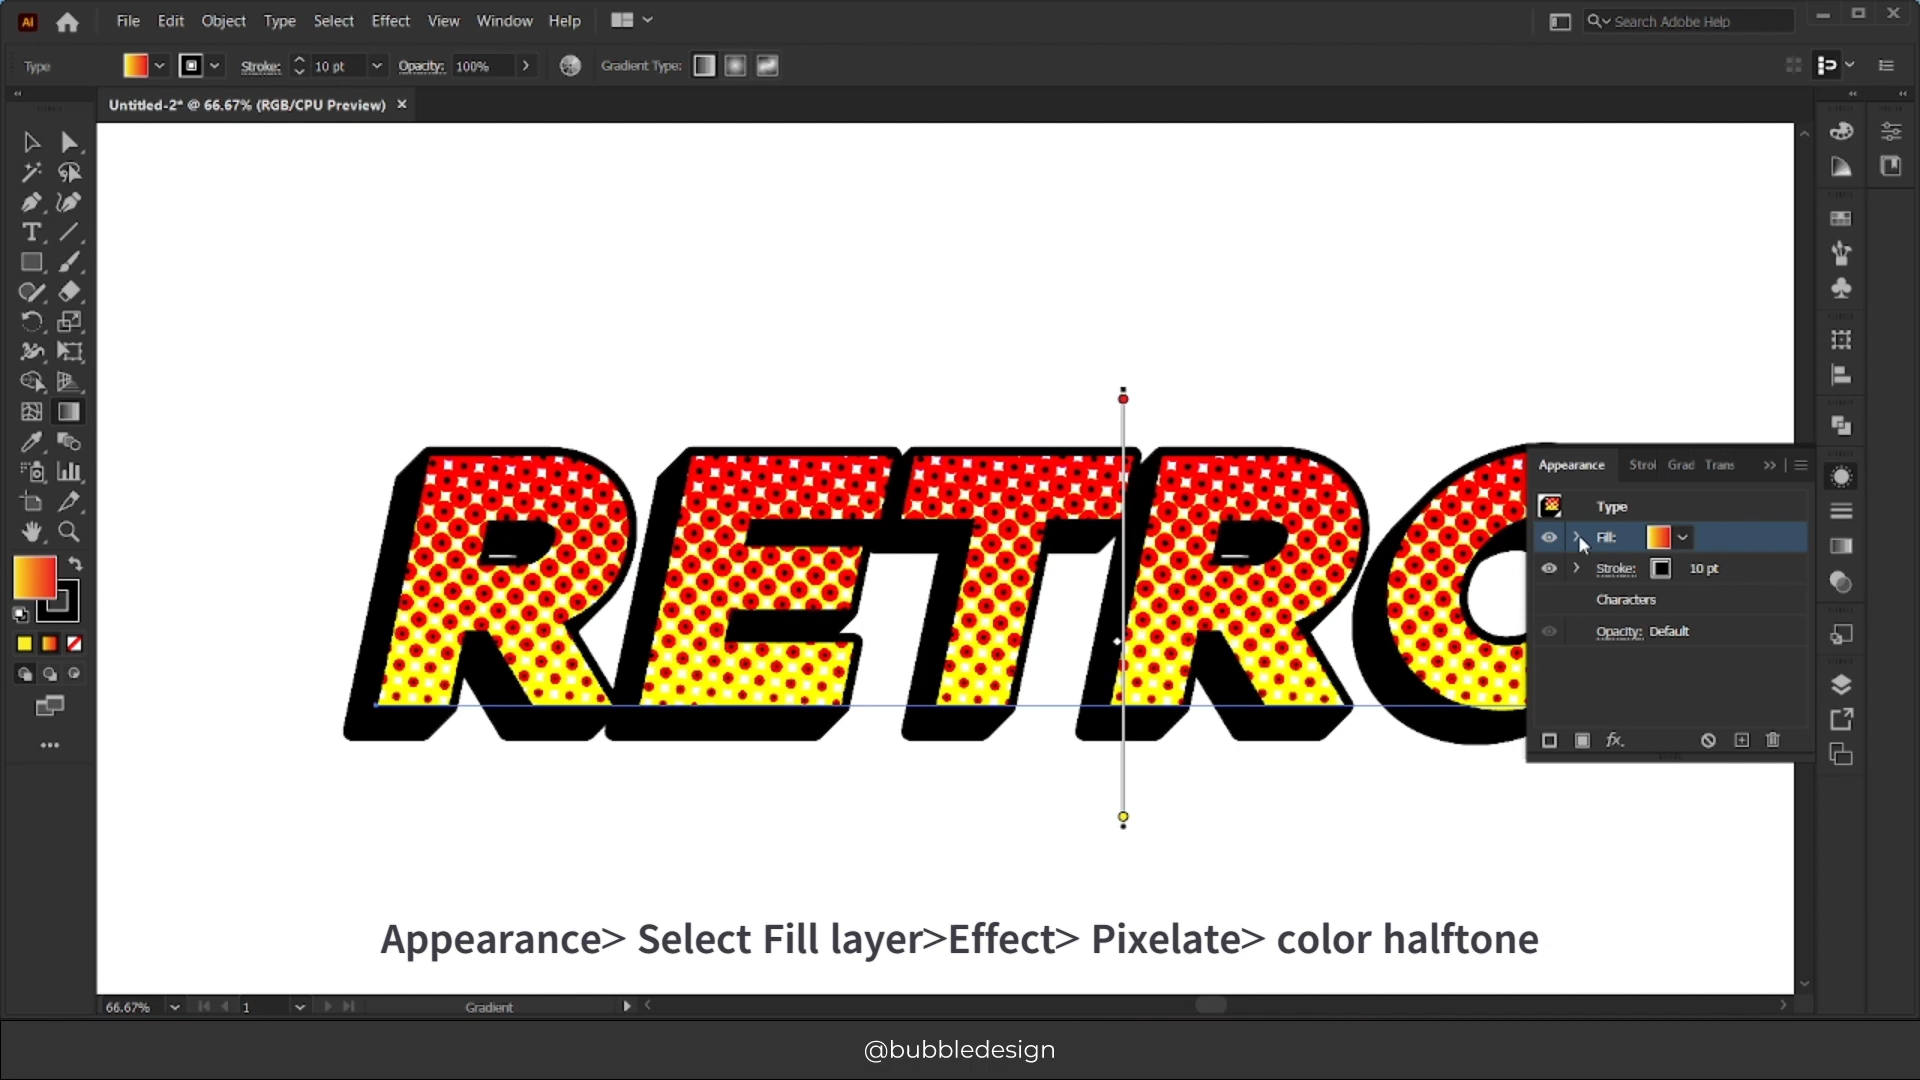 Ai File Edit Object Type Select Effect View Window Help Search Adobe Help
Type Stroke: 10 pt Opacity: 100% Gradient Type:
Untitled-2* @ 66.67% (RGB/CPU Preview)
RETRO
Appearance Strol Grad Trans
Type
Fill:
Stroke: 10 pt
Characters
Opacity: Default
fx.
Appearance> Select Fill layer>Effect> Pixelate> color halftone
66.67% 1 Gradient
@bubbledesign